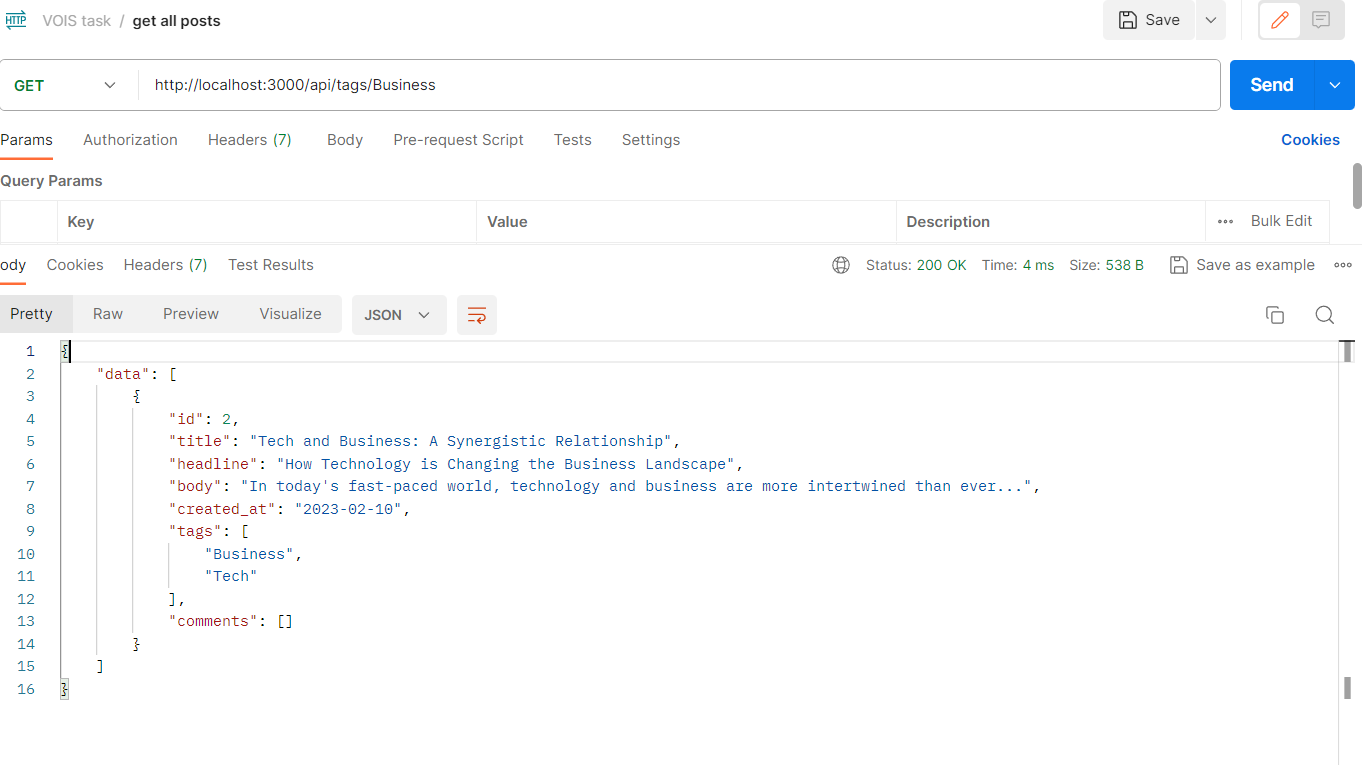 HTTP VOIS task / get all posts Save
GET http://localhost:3000/api/tags/Business Send
Params Authorization Headers (7) Body Pre-request Script Tests Settings Cookies
Query Params
Key Value Description Bulk Edit
ody Cookies Headers (7) Test Results Status: 200 OK Time: 4 ms Size: 538 B Save as example
Pretty Raw Preview Visualize JSON
1 {
2 "data": [
3 {
4 "id": 2,
5 "title": "Tech and Business: A Synergistic Relationship",
6 "headline": "How Technology is Changing the Business Landscape",
7 "body": "In today's fast-paced world, technology and business are more intertwined than ever...",
8 "created_at": "2023-02-10",
9 "tags": [
10 "Business",
11 "Tech"
12 ],
13 "comments": []
14 }
15 ]
16 }